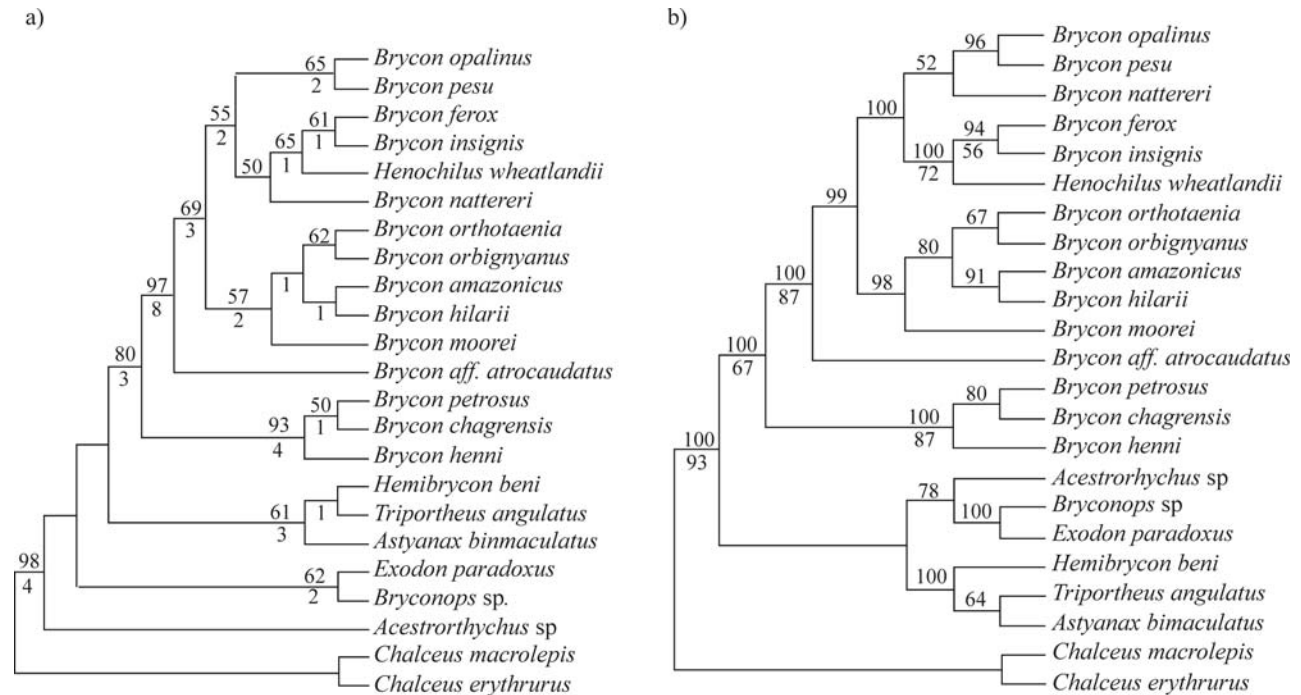 a)
65
Brycon opalinus
2
Brycon pesu
55
2
61
Brycon ferox
65
1
Brycon insignis
50
1
Henochilus wheatlandii
Brycon nattereri
69
3
62
Brycon orthotaenia
Brycon orbignyanus
1
Brycon amazonicus
97
8
57
2
1
Brycon hilarii
Brycon moorei
80
3
Brycon aff. atrocaudatus
50
Brycon petrosus
93
1
Brycon chagrensis
4
Brycon henni
Hemibrycon beni
61
1
Triportheus angulatus
3
Astyanax binmaculatus
98
4
62
Exodon paradoxus
2
Bryconops sp.
Acestrorthychus sp
Chalceus macrolepis
Chalceus erythrurus
b)
96
Brycon opalinus
52
Brycon pesu
Brycon nattereri
100
94
Brycon ferox
100
56
Brycon insignis
72
Henochilus wheatlandii
99
67
Brycon orthotaenia
80
Brycon orbignyanus
100
87
98
91
Brycon amazonicus
Brycon hilarii
Brycon moorei
100
67
Brycon aff. atrocaudatus
80
Brycon petrosus
100
Brycon chagrensis
87
Brycon henni
100
93
78
Acestrorhychus sp
100
Bryconops sp
Exodon paradoxus
100
Hemibrycon beni
64
Triportheus angulatus
Astyanax bimaculatus
Chalceus macrolepis
Chalceus erythrurus